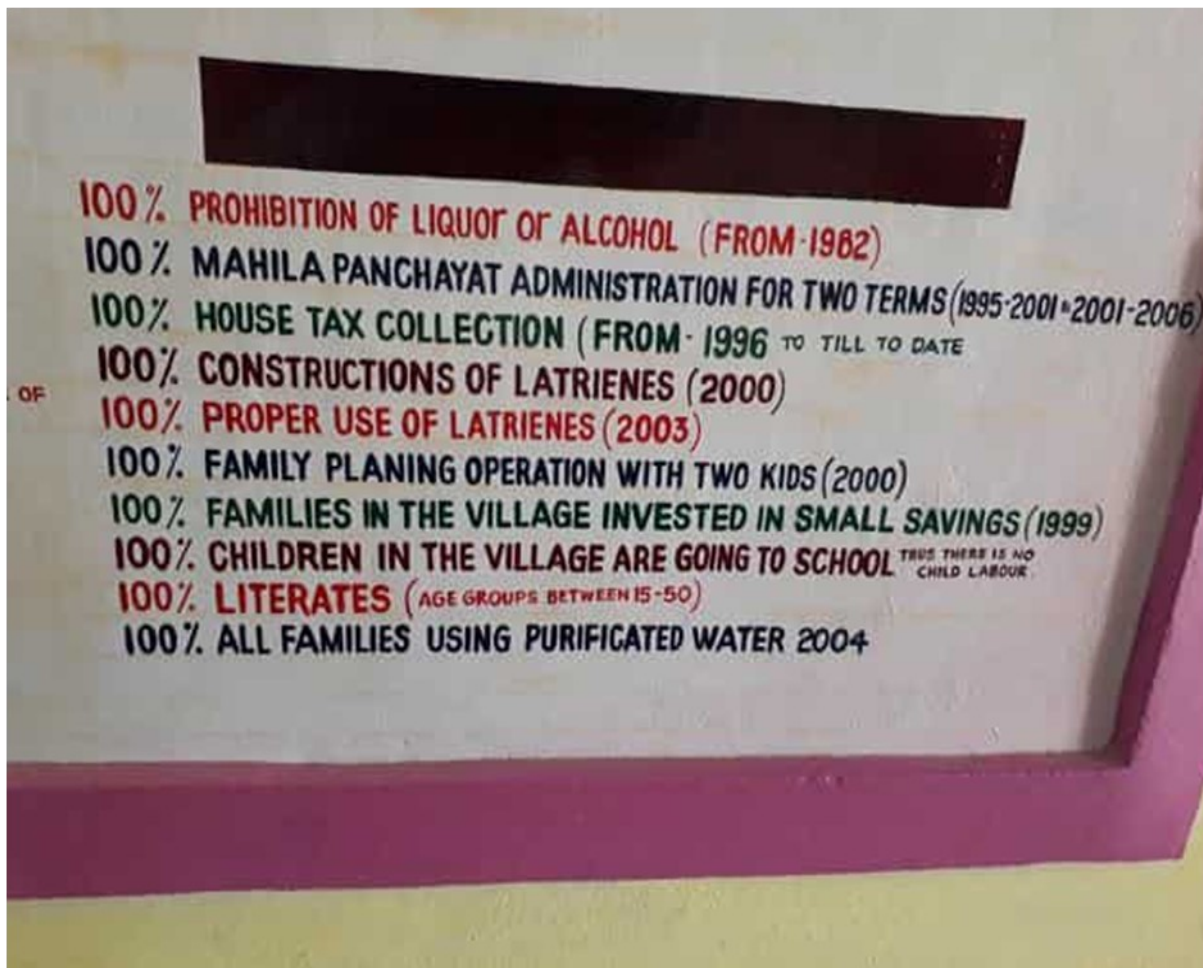 100% PROHIBITION OF LIQUOr Or ALCOHOL (FROM-1982)
100% MAHILA PANCHAYAT ADMINISTRATION FOR TWO TERMS (1995-2001=2001-2006)
100% HOUSE TAX COLLECTION (FROM- 1996 TO TILL TO DATE
100% CONSTRUCTIONS OF LATRIENES (2000)
OF
100% PROPER USE OF LATRIENES (2003)
100% FAMILY PLANING OPERATION WITH TWO KIDS (2000)
100% FAMILIES IN THE VILLAGE INVESTED IN SMALL SAVINGS (1999)
100% CHILDREN IN THE VILLAGE ARE GOING TO SCHOOL THUS THERE IS NO
CHILD LABOUR
100% LITERATES (AGE GROUPS BETWEEN 15-50)
100% ALL FAMILIES USING PURIFICATED WATER 2004